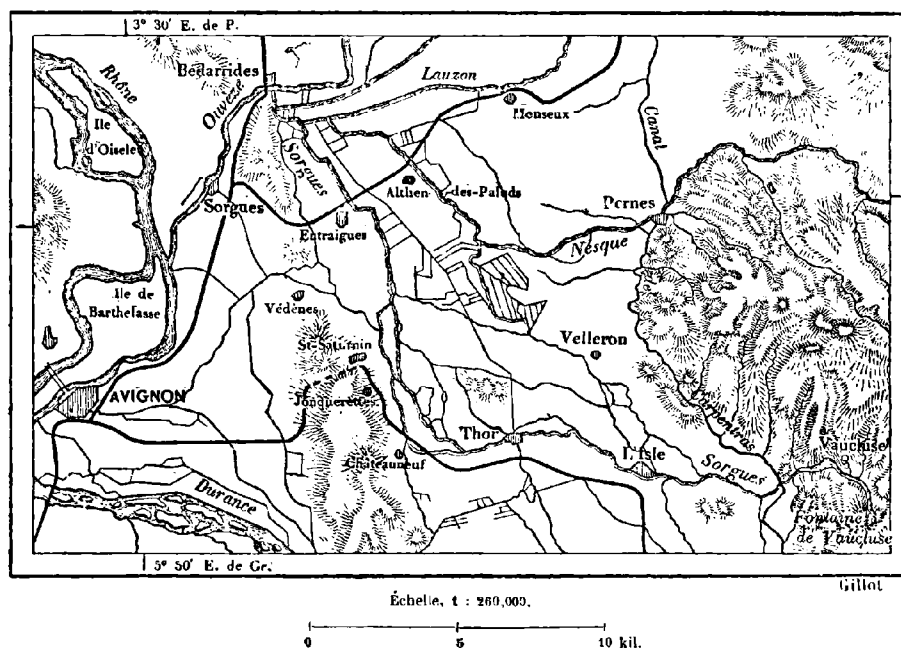 3° 30' E. de P.
Bédarrides
Lauzon
Rhône
Ouvèze
Monteux
Ile
d'Oisele
Canal
Sorgues
Althen
des-Paluds
Sorgues
Pernes
Entraigues
Nesque
Ile de
Barthelasse
Védènes
Velleron
St-Saturnin
AVIGNON
Jonquerettes
Carpentras
Thor
Vaucluse
Châteauneuf
L'Isle
Sorgues
Durance
Fontaine
de Vaucluse
5° 50' E. de Gr.
Gillot
Échelle, 1 : 260,000.
0 5 10 kil.